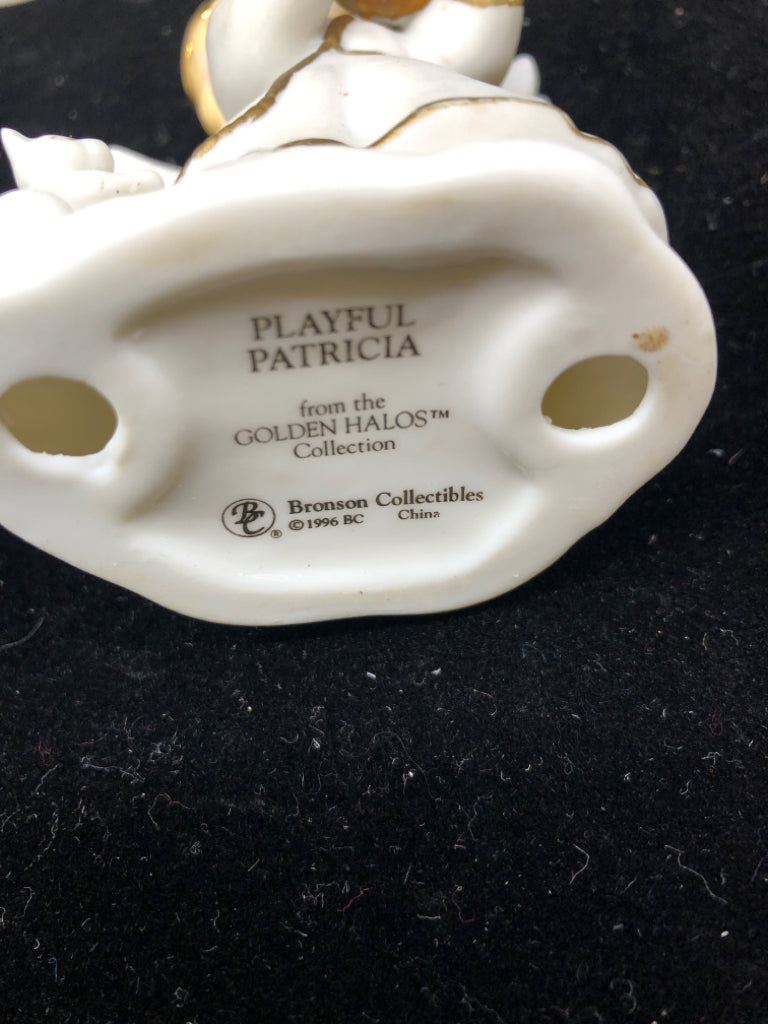 PLAYFUL
PATRICIA
from the
GOLDEN HALOS™
Collection
BC® Bronson Collectibles
©1996 BC China